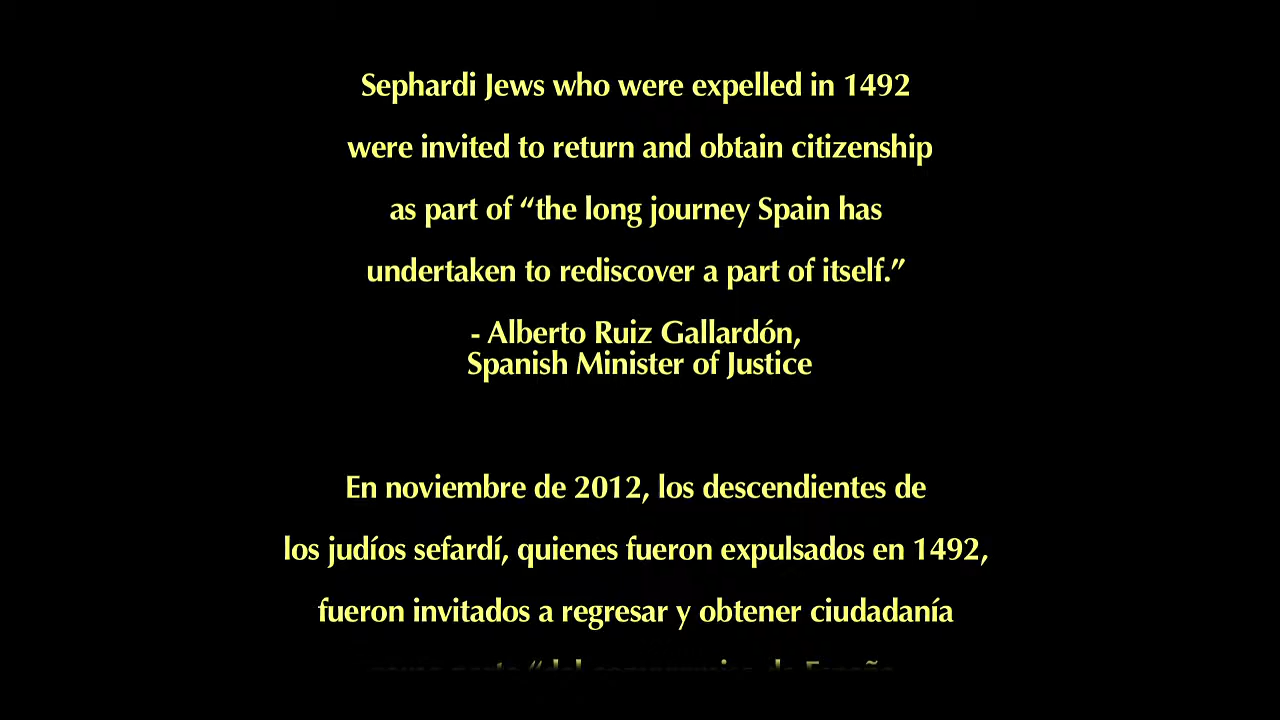 Sephardi Jews who were expelled in 1492
were invited to return and obtain citizenship
as part of “the long journey Spain has
undertaken to rediscover a part of itself.”
- Alberto Ruiz Gallardón,
Spanish Minister of Justice
En noviembre de 2012, los descendientes de
los judíos sefardí, quienes fueron expulsados en 1492,
fueron invitados a regresar y obtener ciudadanía